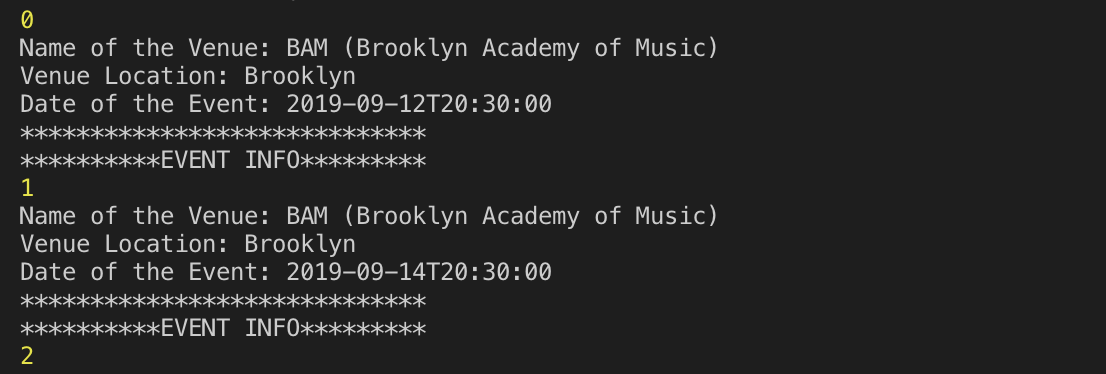 0
Name of the Venue: BAM (Brooklyn Academy of Music)
Venue Location: Brooklyn
Date of the Event: 2019-09-12T20:30:00
*****************************
**********EVENT INFO*********
1
Name of the Venue: BAM (Brooklyn Academy of Music)
Venue Location: Brooklyn
Date of the Event: 2019-09-14T20:30:00
*****************************
**********EVENT INFO*********
2